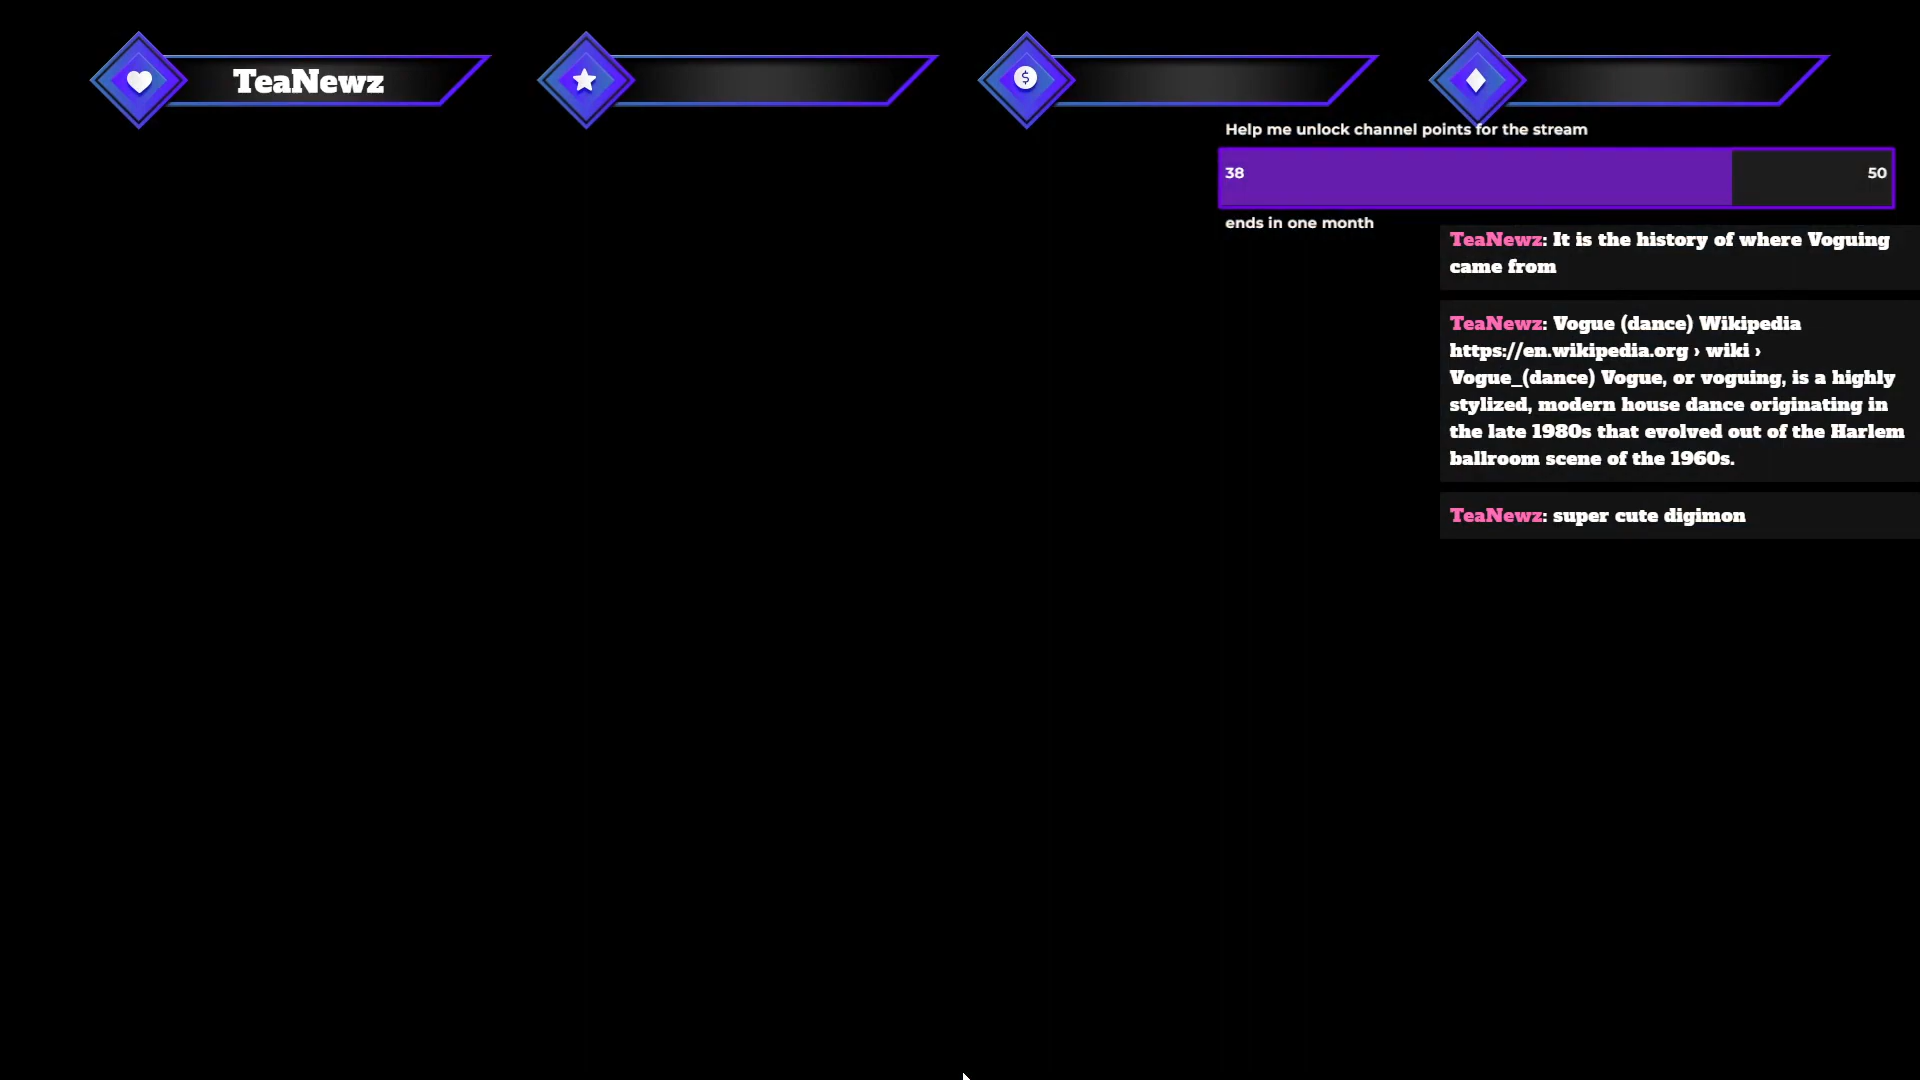 TeaNewz
Help me unlock channel points for the stream
38
50
ends in one month
TeaNewz: It is the history of where Voguing
came from
TeaNewz: Vogue (dance) Wikipedia
https://en.wikipedia.org › wiki ›
Vogue_(dance) Vogue, or voguing, is a highly
stylized, modern house dance originating in
the late 1980s that evolved out of the Harlem
ballroom scene of the 1960s.
TeaNewz: super cute digimon